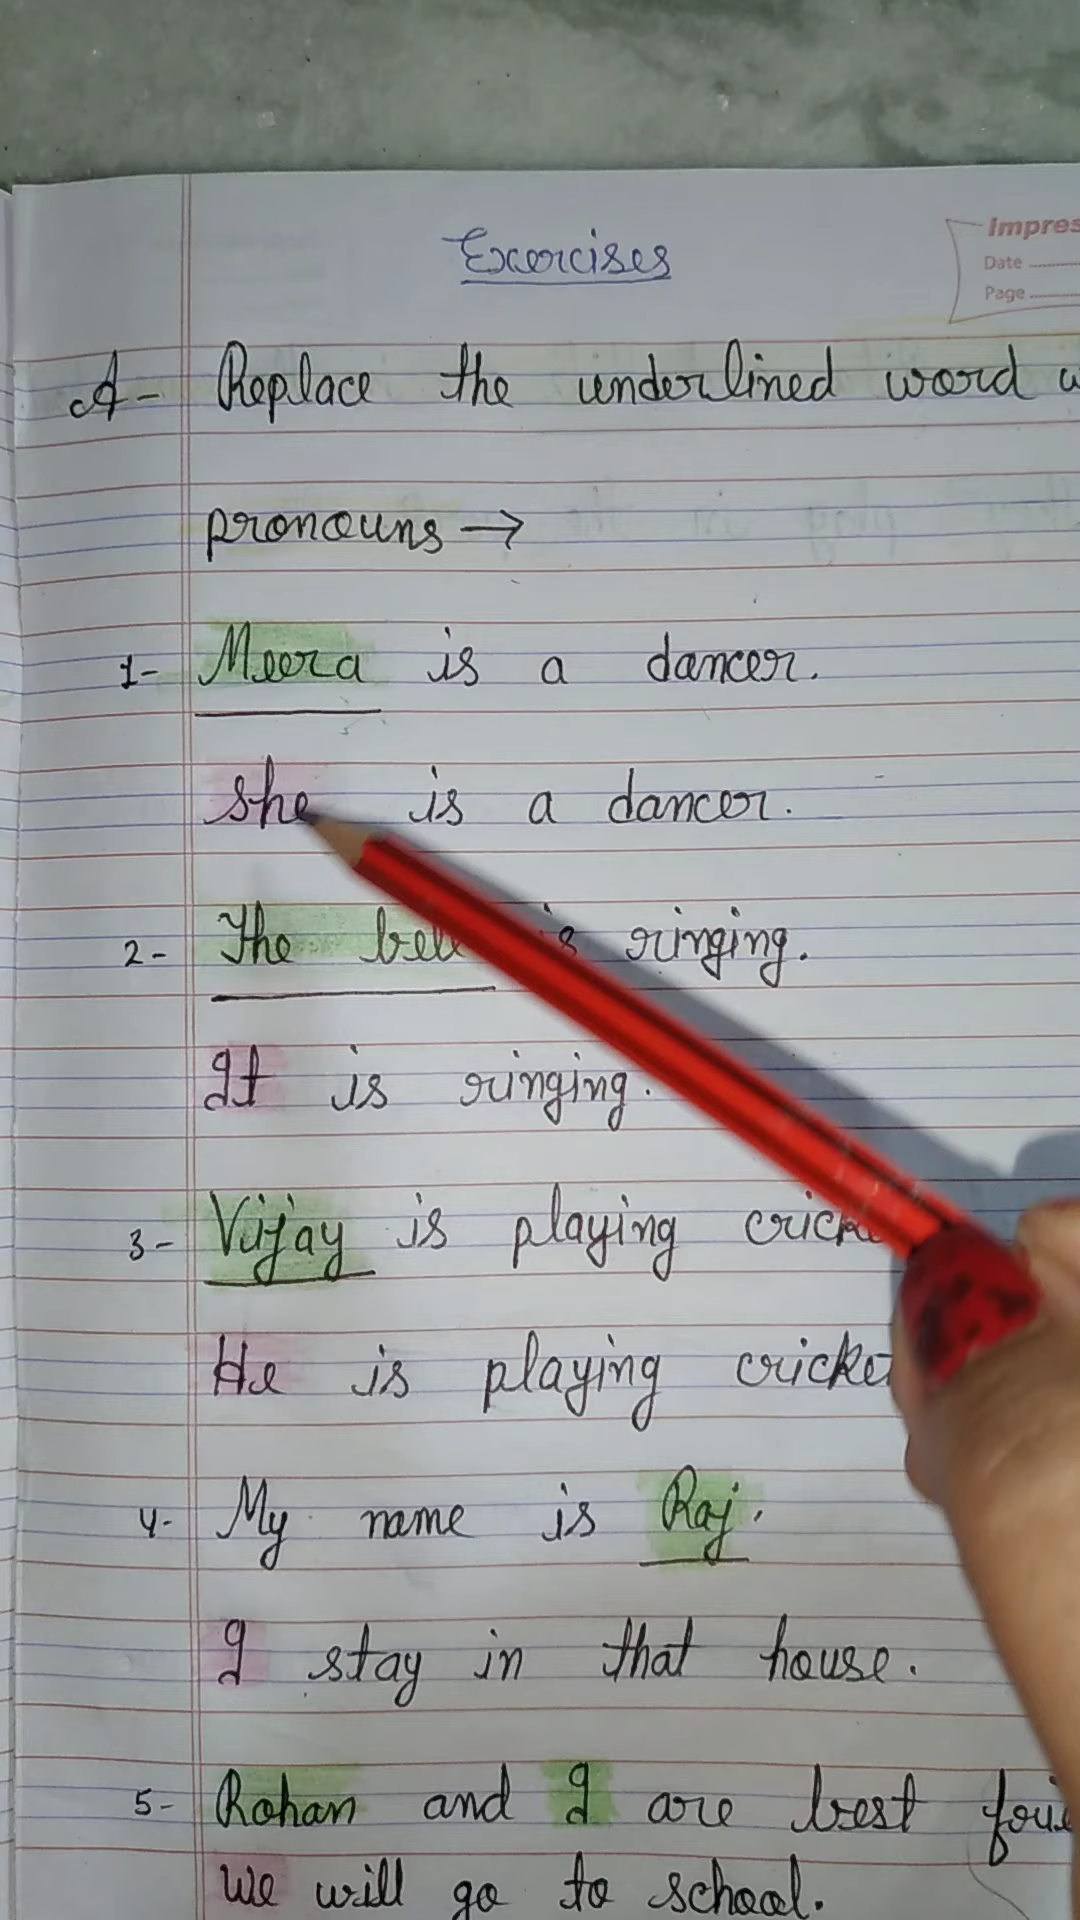 Exercises
Impres
Date
Page
A- Replace the underlined word
pronouns →
1- Meera is a dancer.
she is a dancer.
2- The bell is ringing.
It is ringing.
3- Vijay is playing
He is playing
4- My name is Raj.
I stay in that house.
5- Rohan and I are best
We will go to school.